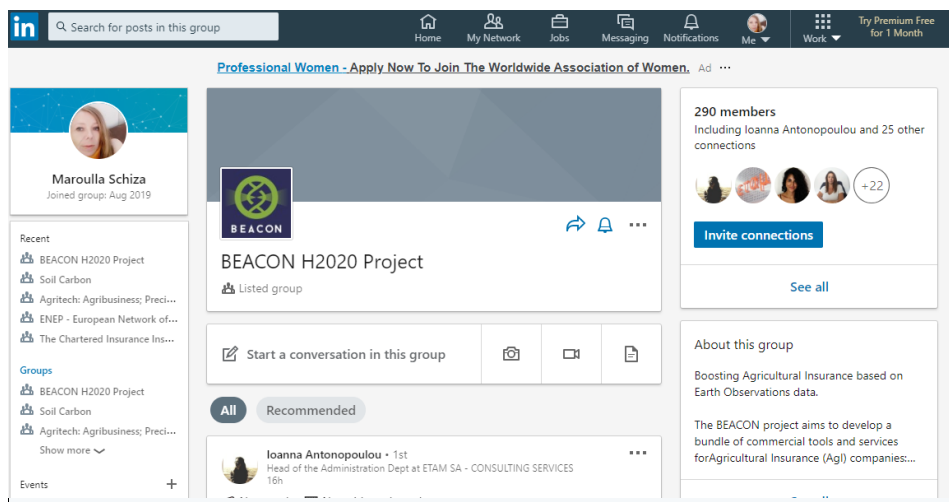 in
Search for posts in this group
Home
My Network
Jobs
Messaging
Notifications
Me
Work
Try Premium Free
for 1 Month
Professional Women - Apply Now To Join The Worldwide Association of Women. Ad ...
Maroulla Schiza
Joined group: Aug 2019
Recent
BEACON H2020 Project
Soil Carbon
Agritech: Agribusiness; Preci...
ENEP - European Network of...
The Chartered Insurance Ins...
Groups
BEACON H2020 Project
Soil Carbon
Agritech: Agribusiness; Preci...
Show more
Events +
BEACON
BEACON H2020 Project
Listed group
Start a conversation in this group
All
Recommended
Ioanna Antonopoulou • 1st
Head of the Administration Dept at ETAM SA - CONSULTING SERVICES
16h
290 members
Including Ioanna Antonopoulou and 25 other
connections
+22
Invite connections
See all
About this group
Boosting Agricultural Insurance based on
Earth Observations data.
The BEACON project aims to develop a
bundle of commercial tools and services
forAgricultural Insurance (AgI) companies:...